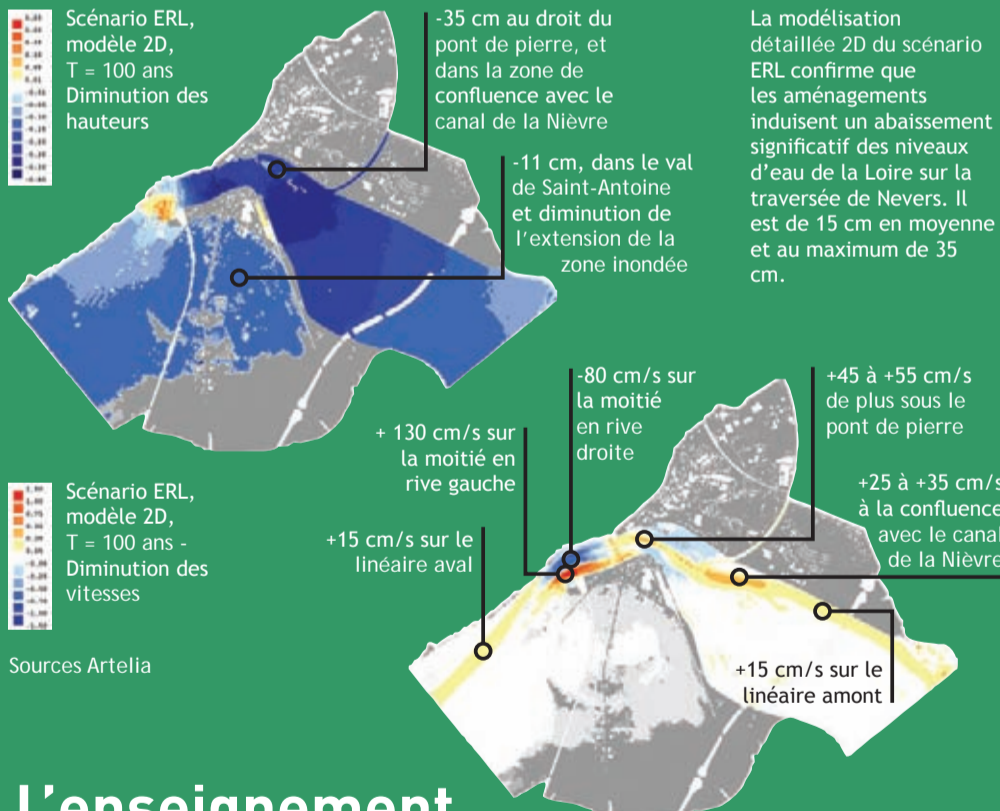 Scénario ERL,
modèle 2D,
T = 100 ans
Diminution des
hauteurs
-35 cm au droit du
pont de pierre, et
dans la zone de
confluence avec le
canal de la Nièvre
-11 cm, dans le val
de Saint-Antoine
et diminution de
l'extension de la
zone inondée
La modélisation
détaillée 2D du scénario
ERL confirme que
les aménagements
induisent un abaissement
significatif des niveaux
d'eau de la Loire sur la
traversée de Nevers. Il
est de 15 cm en moyenne
et au maximum de 35
cm.
Scénario ERL,
modèle 2D,
T = 100 ans -
Diminution des
vitesses
Sources Artelia
+15 cm/s sur le
linéaire aval
+ 130 cm/s sur
la moitié en
rive gauche
-80 cm/s sur
la moitié
en rive
droite
+45 à +55 cm/s
de plus sous le
pont de pierre
+25 à +35 cm/s
à la confluence
avec le canal
de la Nièvre
+15 cm/s sur le
linéaire amont
L'enseignement